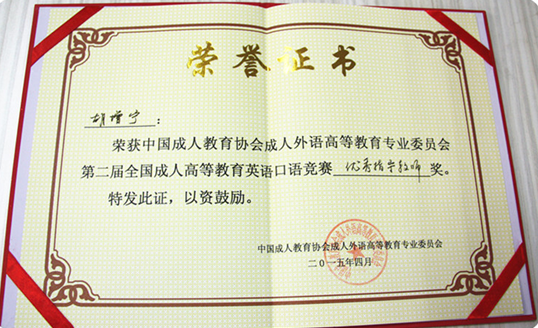 荣誉证书
胡增宁：
荣获中国成人教育协会成人外语高等教育专业委员会
第二届全国成人高等教育英语口语竞赛 优秀指导教师 奖。
特发此证，以资鼓励。
中国成人教育协会成人外语高等教育专业委员会
二〇一五年四月